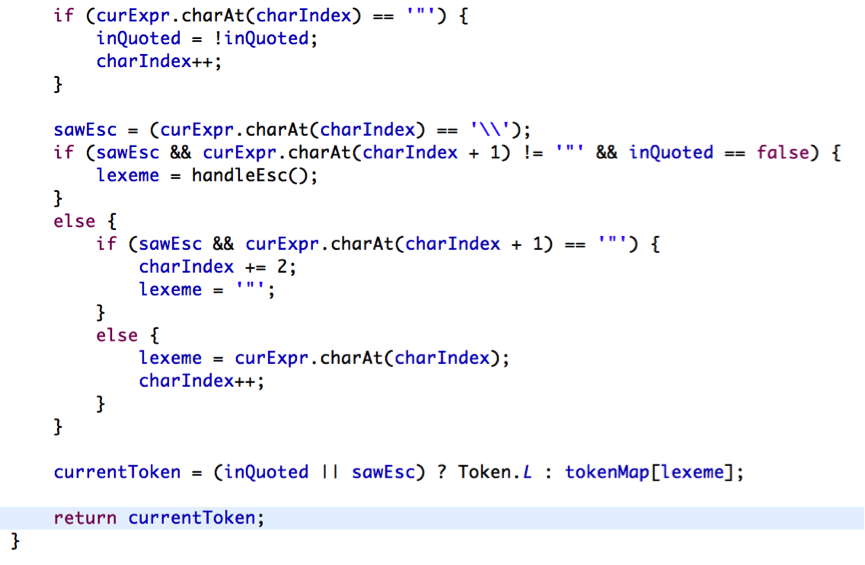 if (curExpr.charAt(charIndex) == '"') {
inQuoted = !inQuoted;
charIndex++;
}
sawEsc = (curExpr.charAt(charIndex) == '\\');
if (sawEsc && curExpr.charAt(charIndex + 1) != '"' && inQuoted == false) {
lexeme = handleEsc();
}
else {
if (sawEsc && curExpr.charAt(charIndex + 1) == '"') {
charIndex += 2;
lexeme = '"';
}
else {
lexeme = curExpr.charAt(charIndex);
charIndex++;
}
}
currentToken = (inQuoted || sawEsc) ? Token.L : tokenMap[lexeme];
return currentToken;
}